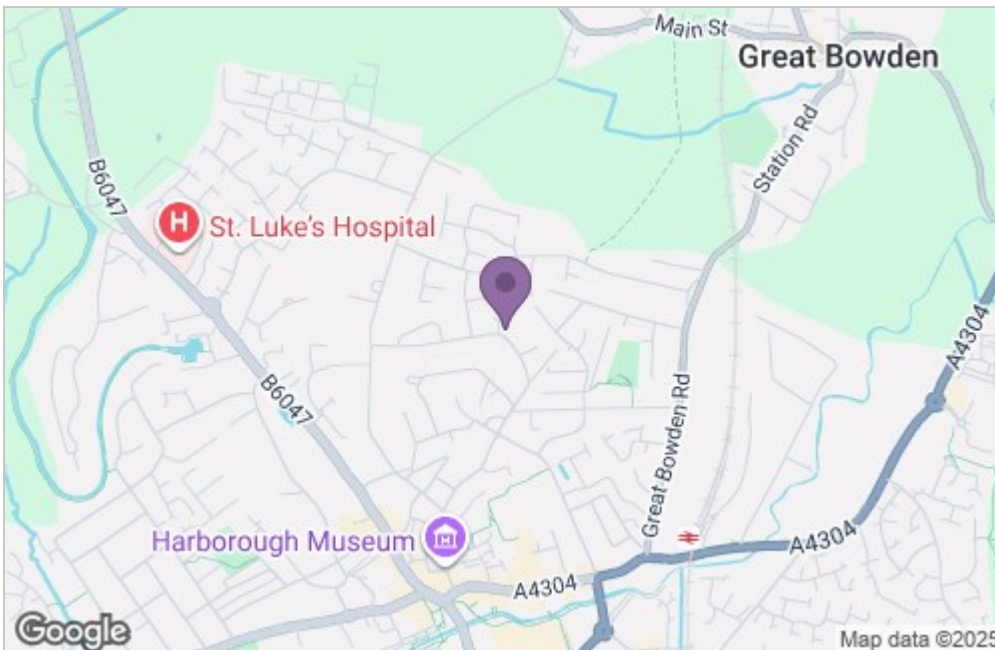 Main St
Great Bowden
B6047
Station Rd
H
St. Luke's Hospital
A4304
B6047
Great Bowden Rd
Harborough Museum
A4304
A4304
Google
Map data ©2025